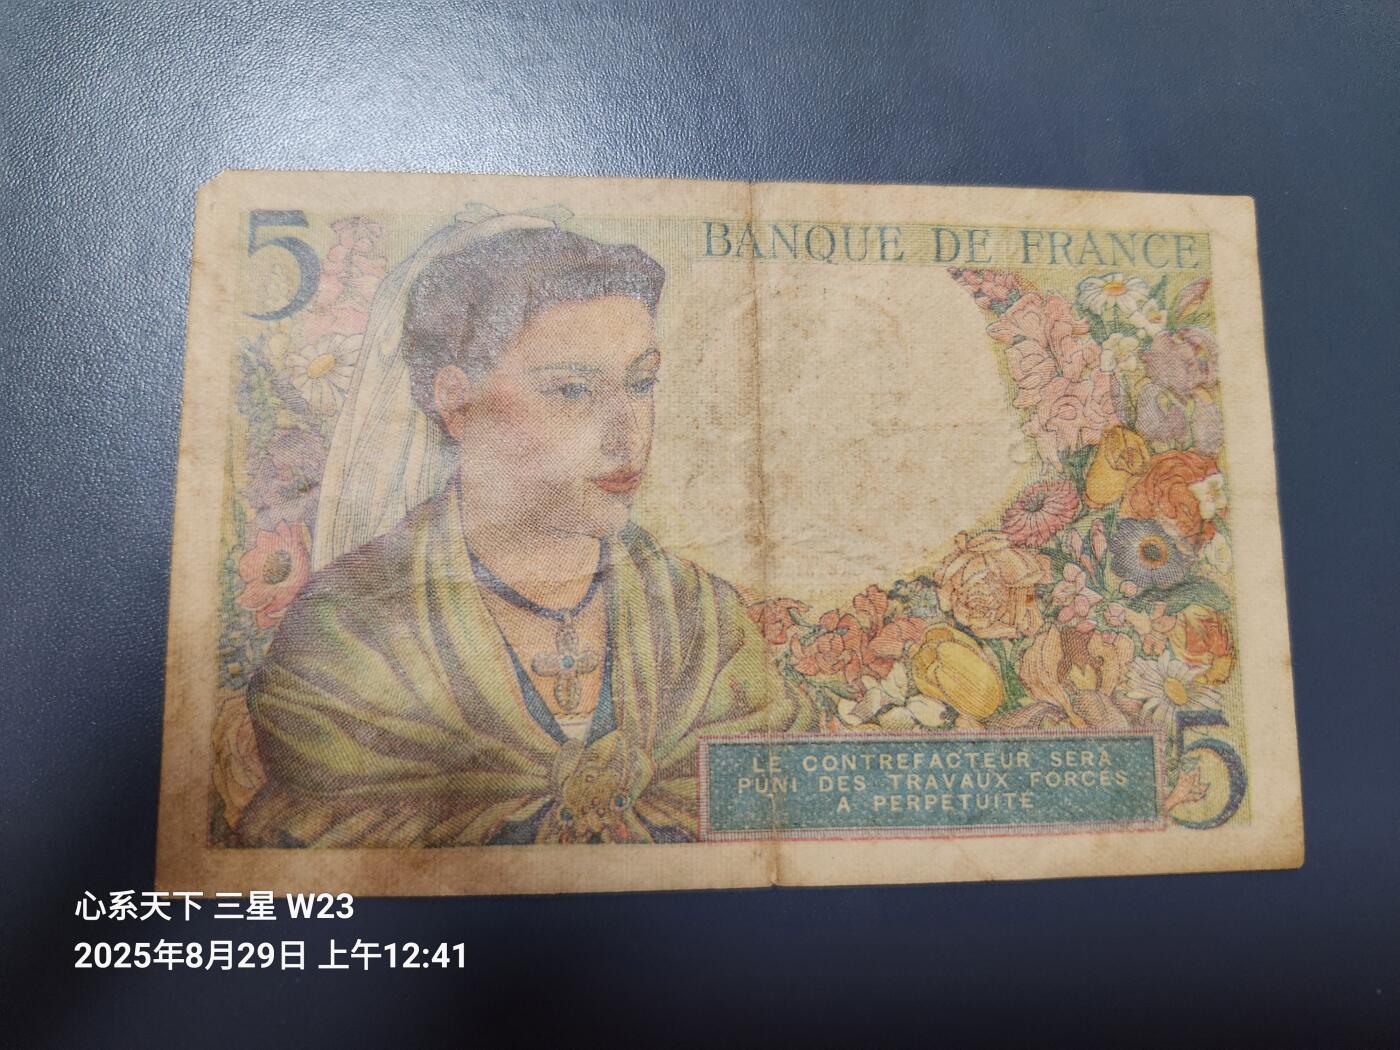 5
BANQUE DE FRANCE
LE CONTREFACTEUR SERA
PUNI DES TRAVAUX FORCÉS
A PERPÉTUITÉ
5
心系天下 三星 W23
2025年8月29日 上午12:41